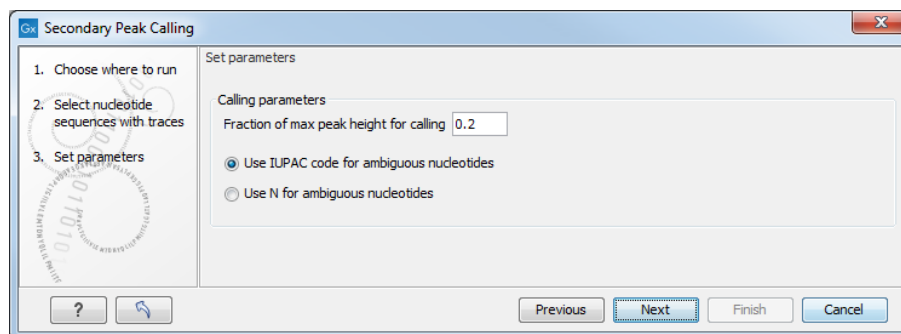 Gx Secondary Peak Calling
X
1. Choose where to run
2. Select nucleotide
sequences with traces
3. Set parameters
Set parameters
Calling parameters
Fraction of max peak height for calling 0.2
Use IUPAC code for ambiguous nucleotides
Use N for ambiguous nucleotides
? Previous Next Finish Cancel